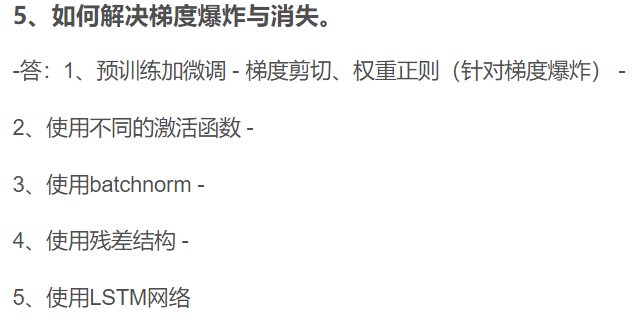 5、如何解决梯度爆炸与消失。
-答：1、预训练加微调 - 梯度剪切、权重正则（针对梯度爆炸） -
2、使用不同的激活函数 -
3、使用batchnorm -
4、使用残差结构 -
5、使用LSTM网络